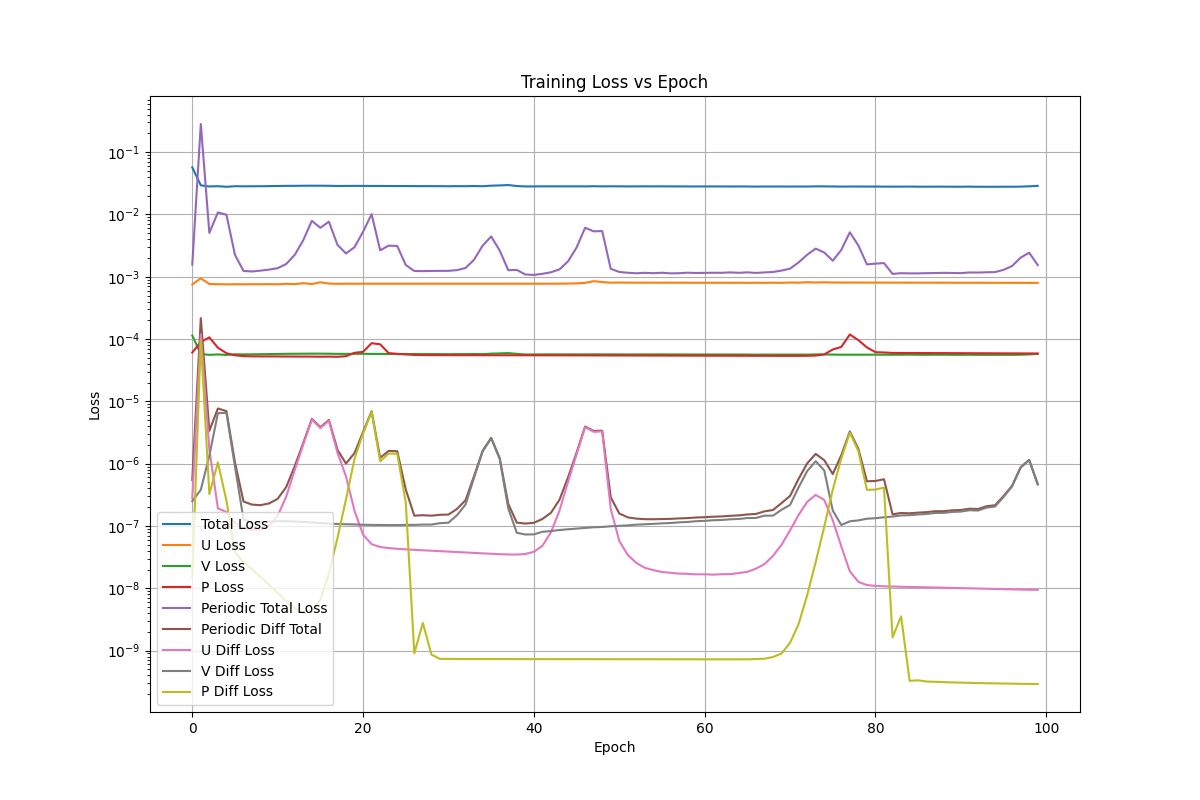 Training Loss vs Epoch
Loss
10⁻¹
10⁻²
10⁻³
10⁻⁴
10⁻⁵
10⁻⁶
10⁻⁷
10⁻⁸
10⁻⁹
Total Loss
U Loss
V Loss
P Loss
Periodic Total Loss
Periodic Diff Total
U Diff Loss
V Diff Loss
P Diff Loss
0 20 40 60 80 100
Epoch